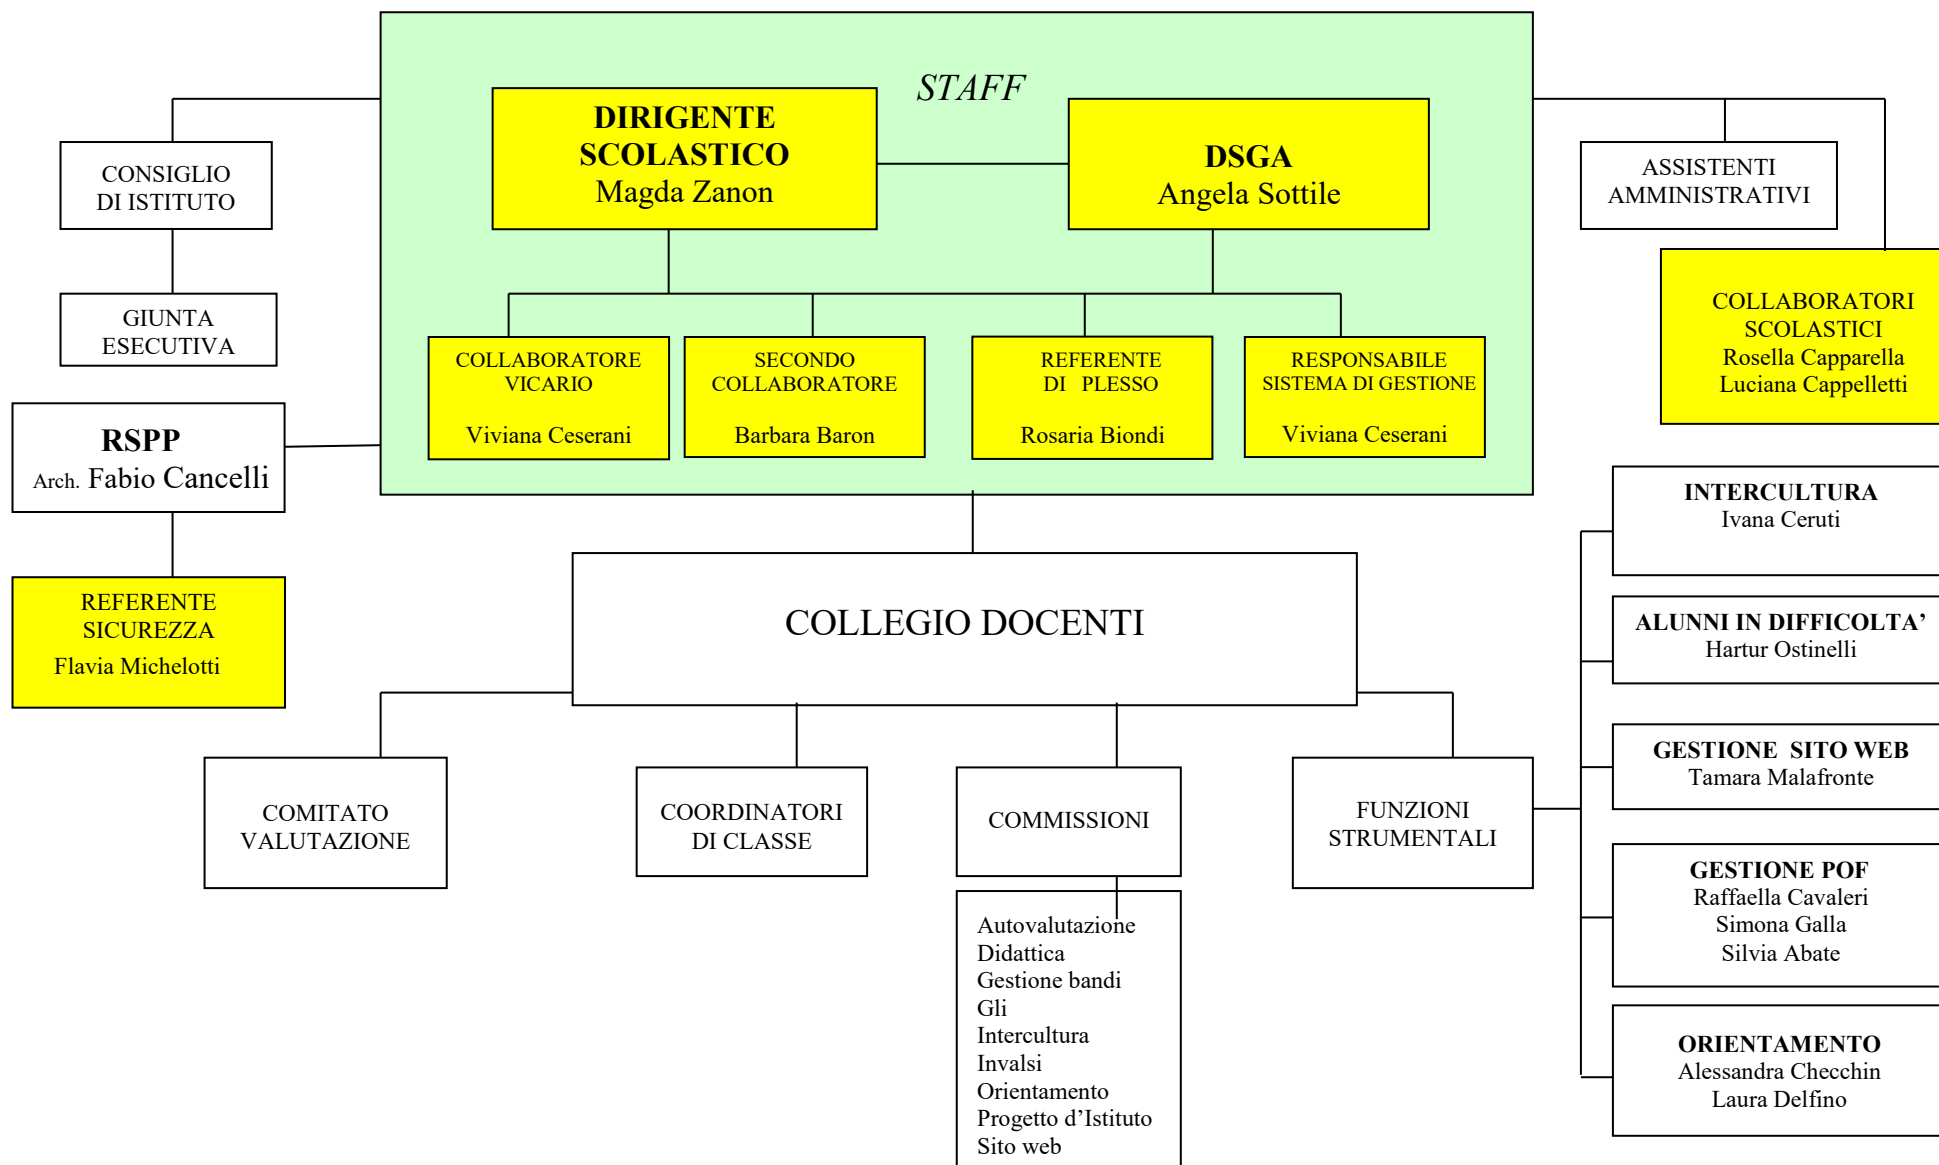 STAFF
DIRIGENTE
SCOLASTICO
Magda Zanon
DSGA
Angela Sottile
CONSIGLIO
DI ISTITUTO
ASSISTENTI
AMMINISTRATIVI
GIUNTA
ESECUTIVA
COLLABORATORI
SCOLASTICI
Rosella Capparella
Luciana Cappelletti
COLLABORATORE
VICARIO
Viviana Ceserani
SECONDO
COLLABORATORE
Barbara Baron
REFERENTE
DI PLESSO
Rosaria Biondi
RESPONSABILE
SISTEMA DI GESTIONE
Viviana Ceserani
RSPP
Arch. Fabio Cancelli
REFERENTE
SICUREZZA
Flavia Michelotti
COLLEGIO DOCENTI
COMITATO
VALUTAZIONE
COORDINATORI
DI CLASSE
COMMISSIONI
Autovalutazione
Didattica
Gestione bandi
Gli
Intercultura
Invalsi
Orientamento
Progetto d’Istituto
Sito web
FUNZIONI
STRUMENTALI
INTERCULTURA
Ivana Ceruti
ALUNNI IN DIFFICOLTA’
Hartur Ostinelli
GESTIONE SITO WEB
Tamara Malafronte
GESTIONE POF
Raffaella Cavaleri
Simona Galla
Silvia Abate
ORIENTAMENTO
Alessandra Checchin
Laura Delfino